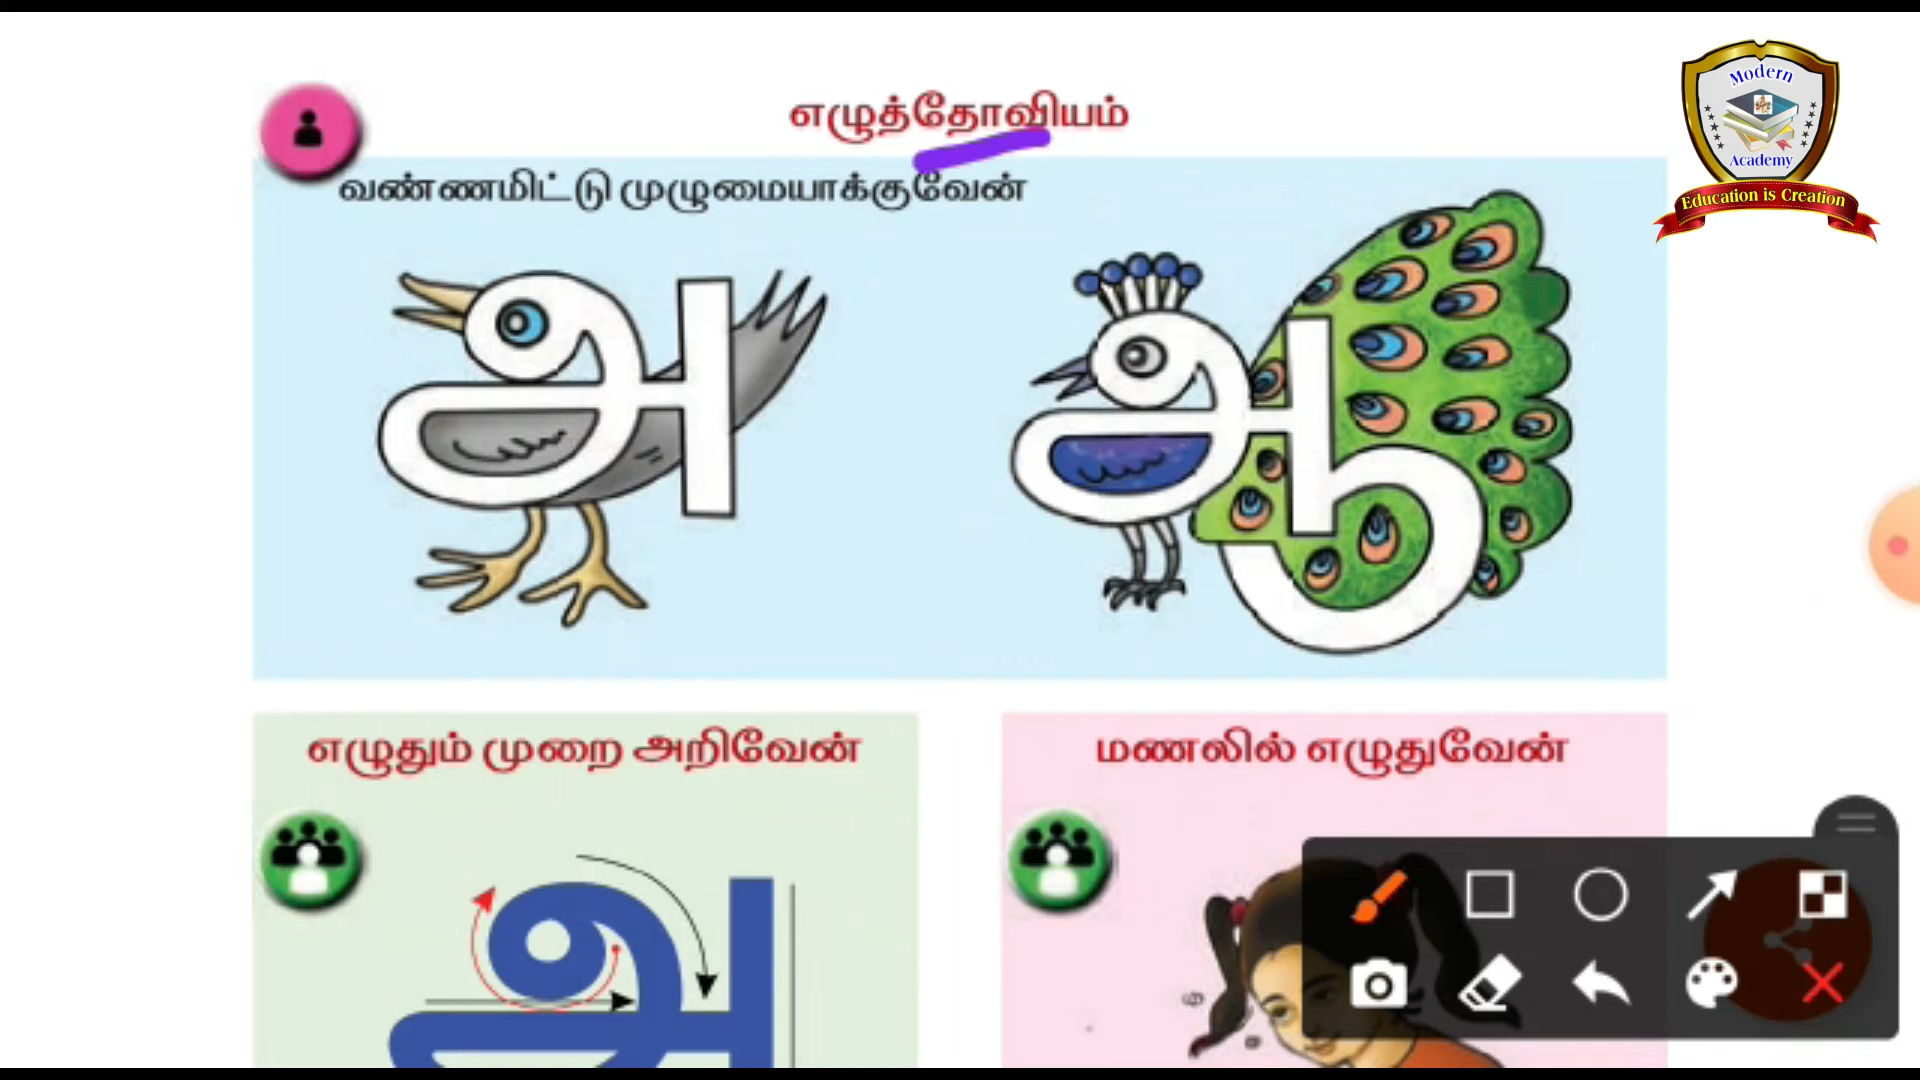 எழுத்தோவியம்
வண்ணமிட்டு முழுமையாக்குவேன்
அ
ஆ
எழுதும் முறை அறிவேன்
மணலில் எழுதுவேன்
அ
Modern
Academy
Education is Creation